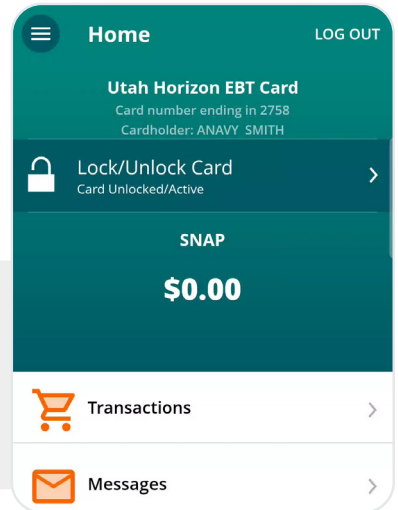 Home
LOG OUT
Utah Horizon EBT Card
Card number ending in 2758
Cardholder: ANAVY SMITH
Lock/Unlock Card
Card Unlocked/Active
SNAP
$0.00
Transactions
Messages